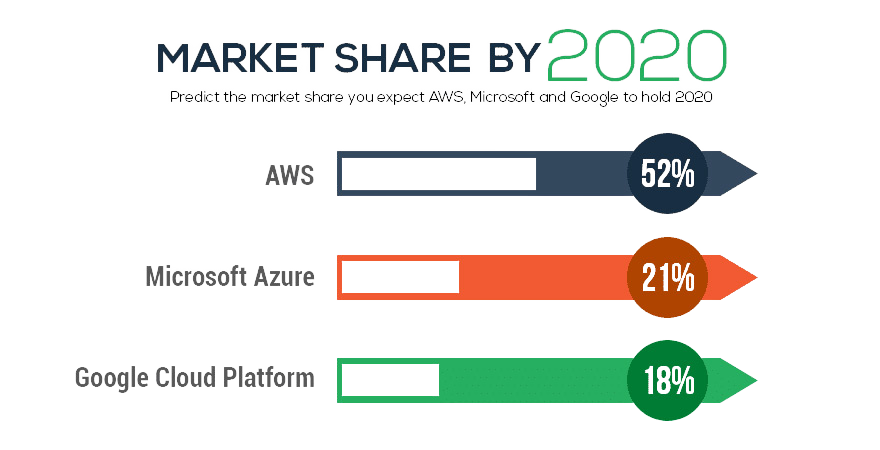 MARKET SHARE BY 2020
Predict the market share you expect AWS, Microsoft and Google to hold 2020
AWS 52%
Microsoft Azure 21%
Google Cloud Platform 18%